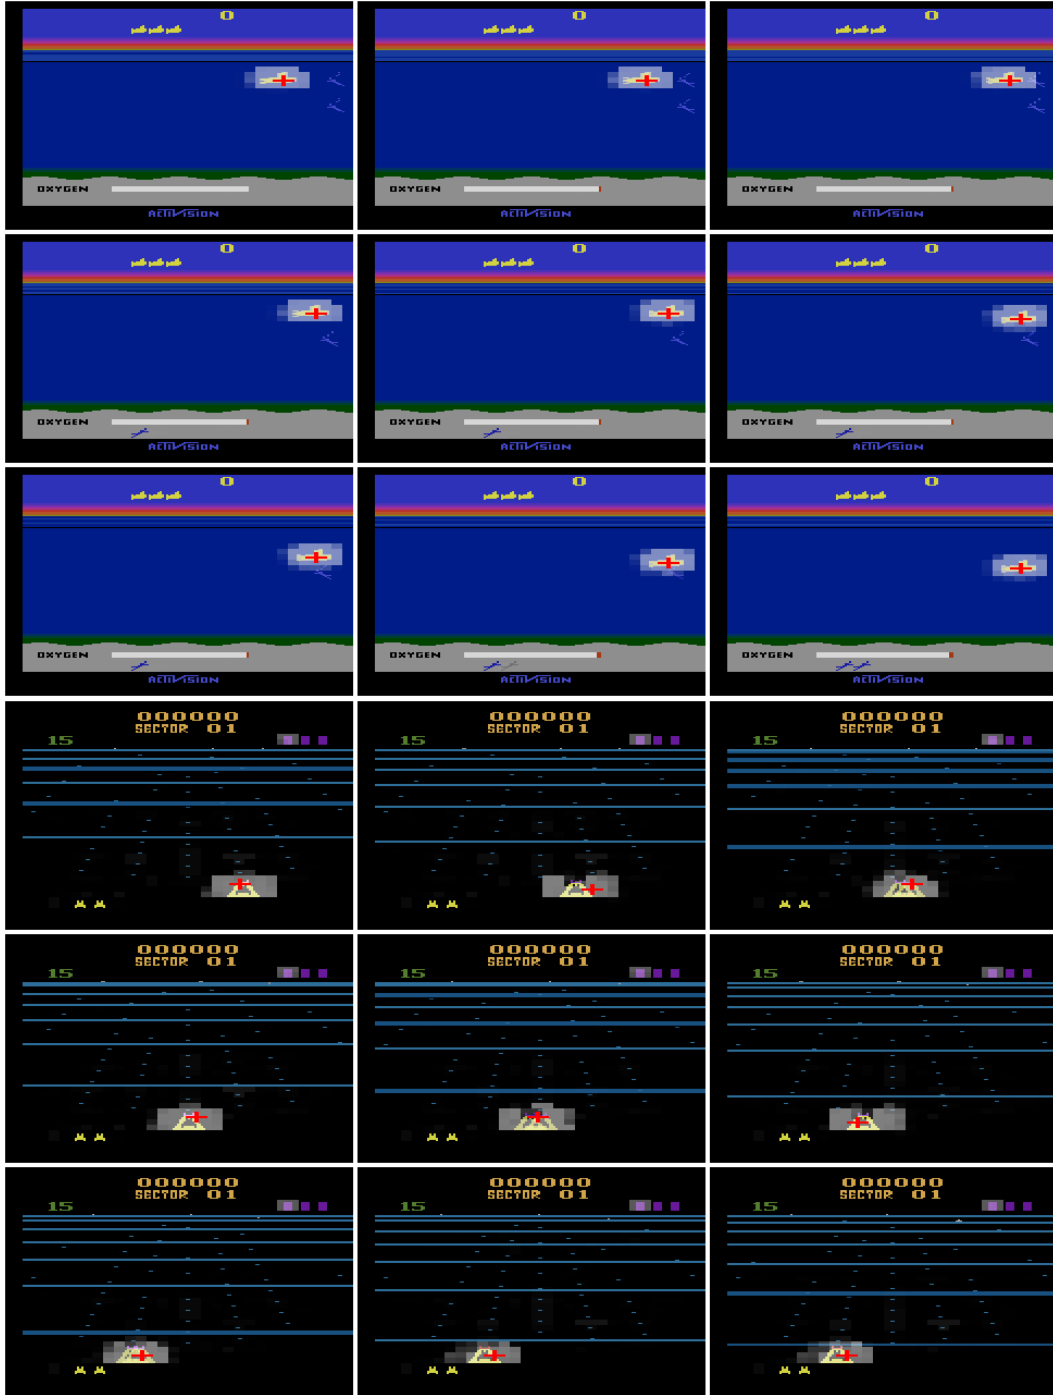 0
0
0
OXYGEN
OXYGEN
OXYGEN
ACTIVISION
ACTIVISION
ACTIVISION
0
0
0
OXYGEN
OXYGEN
OXYGEN
ACTIVISION
ACTIVISION
ACTIVISION
0
0
0
OXYGEN
OXYGEN
OXYGEN
ACTIVISION
ACTIVISION
ACTIVISION
000000
000000
000000
SECTOR 01
SECTOR 01
SECTOR 01
15
15
15
000000
000000
000000
SECTOR 01
SECTOR 01
SECTOR 01
15
15
15
000000
000000
000000
SECTOR 01
SECTOR 01
SECTOR 01
15
15
15